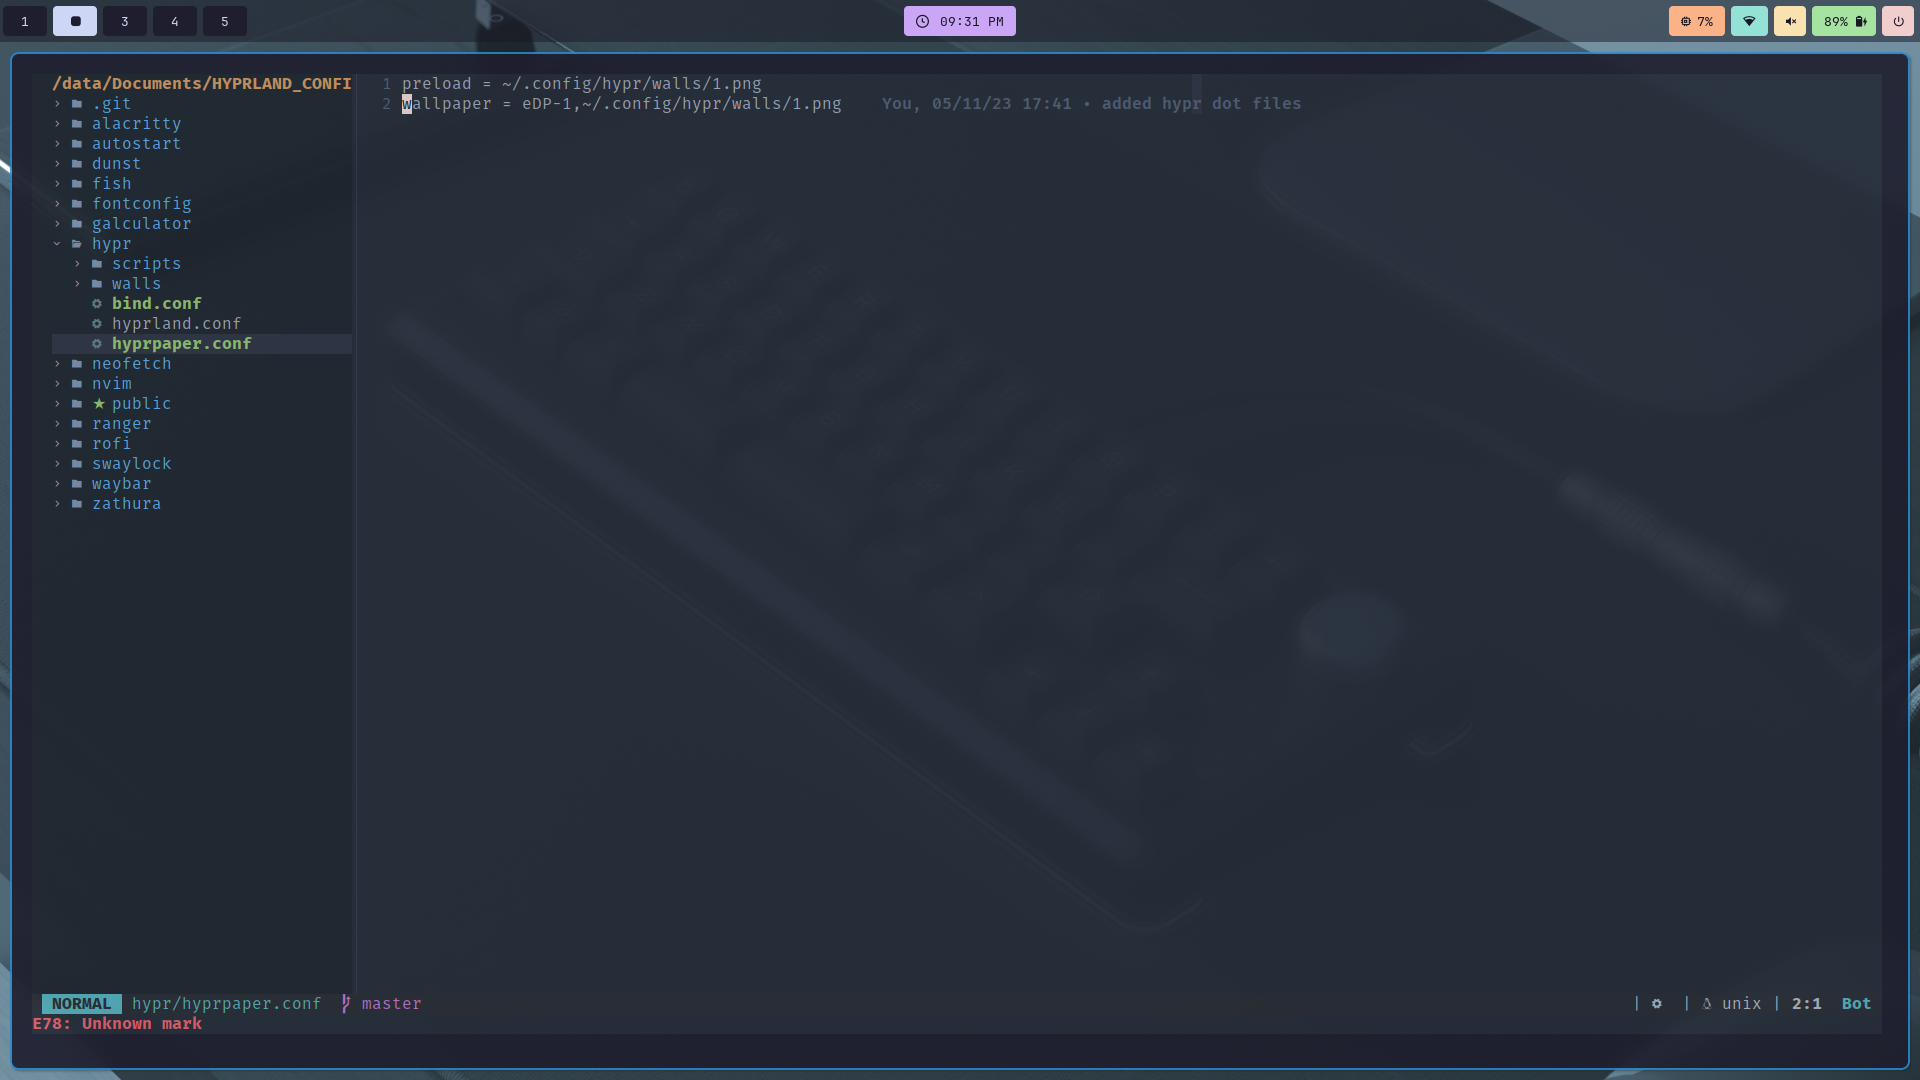 1
3
4
5
09:31 PM
7%
89%
/data/Documents/HYPRLAND_CONFI
.git
alacritty
autostart
dunst
fish
fontconfig
galculator
hypr
scripts
walls
bind.conf
hyprland.conf
hyprpaper.conf
neofetch
nvim
★ public
ranger
rofi
swaylock
waybar
zathura
1 preload = ~/.config/hypr/walls/1.png
2 wallpaper = eDP-1,~/.config/hypr/walls/1.png You, 05/11/23 17:41 • added hypr dot files
NORMAL hypr/hyprpaper.conf master
| | unix | 2:1 Bot
E78: Unknown mark